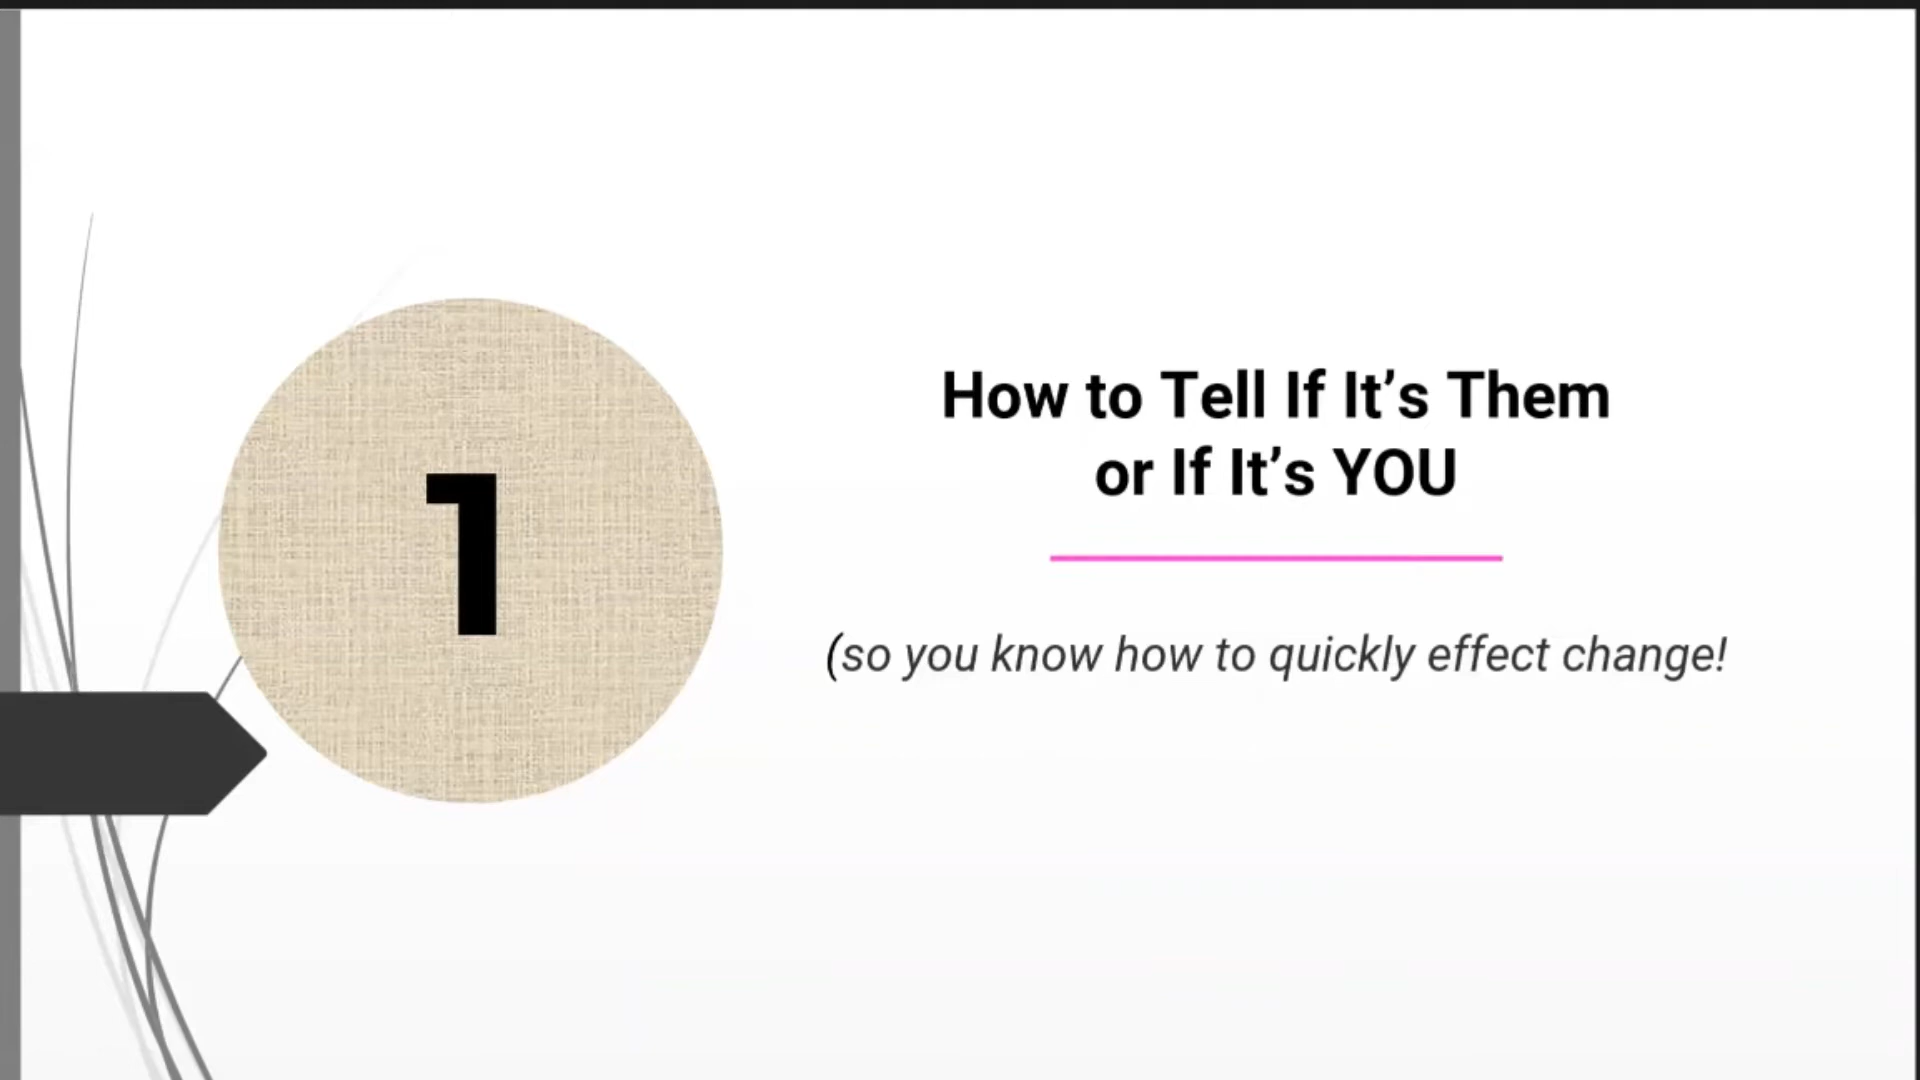 1
How to Tell If It’s Them
or If It’s YOU
(so you know how to quickly effect change!